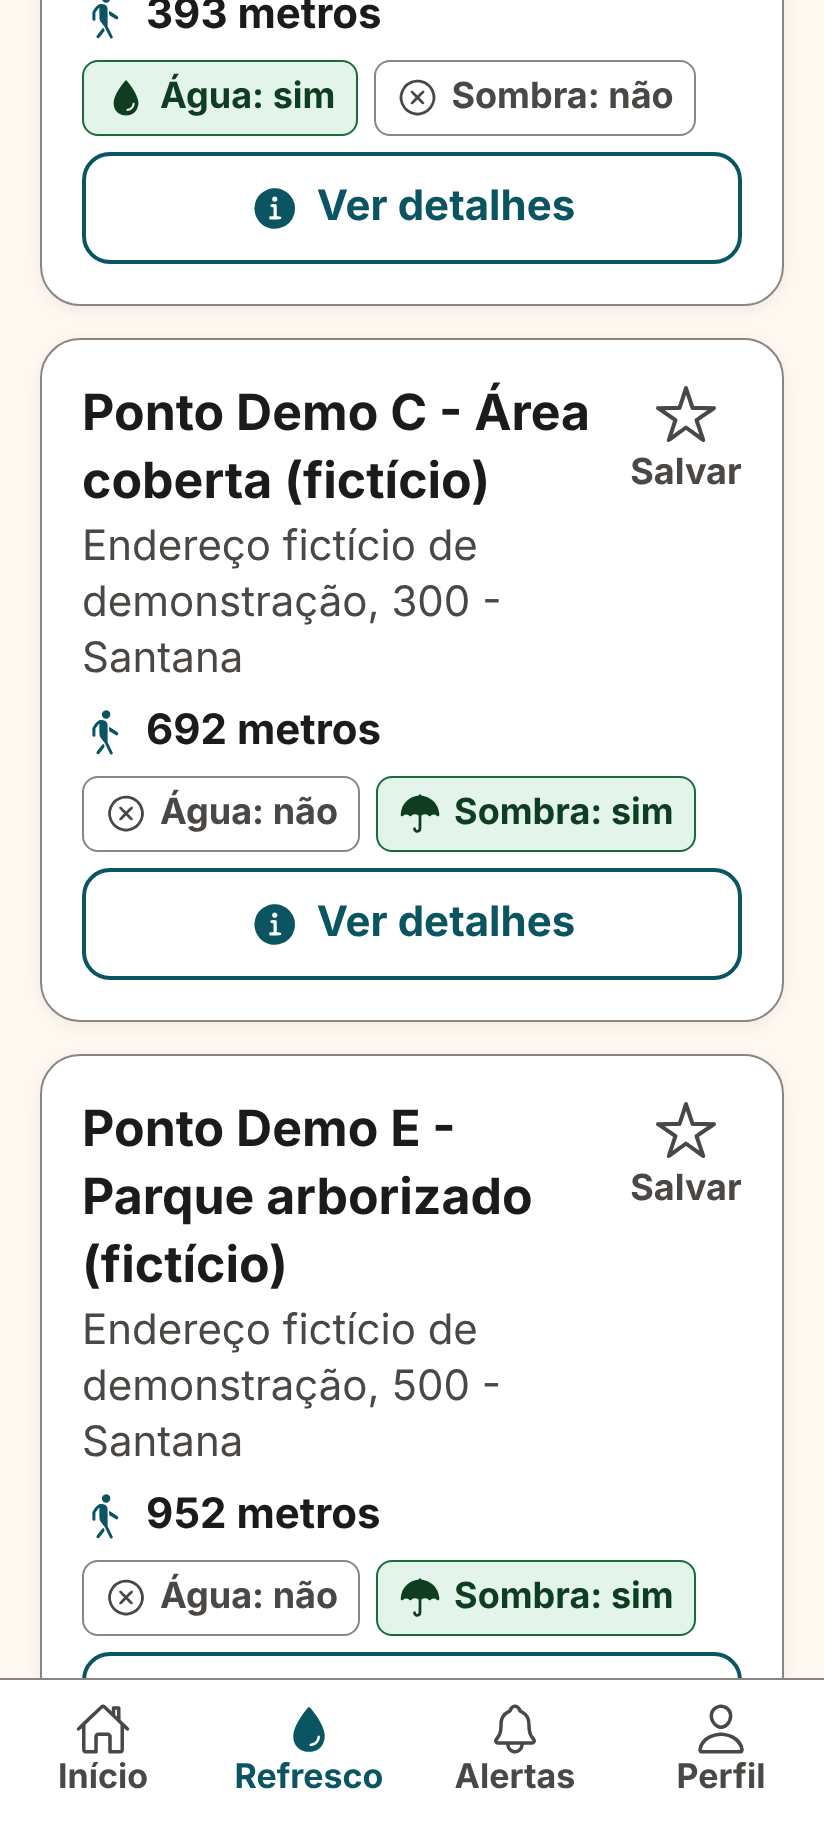 393 metros
Água: sim
Sombra: não
Ver detalhes
Ponto Demo C - Área
coberta (fictício)
Salvar
Endereço fictício de
demonstração, 300 -
Santana
692 metros
Água: não
Sombra: sim
Ver detalhes
Ponto Demo E -
Parque arborizado
(fictício)
Salvar
Endereço fictício de
demonstração, 500 -
Santana
952 metros
Água: não
Sombra: sim
Início
Refresco
Alertas
Perfil